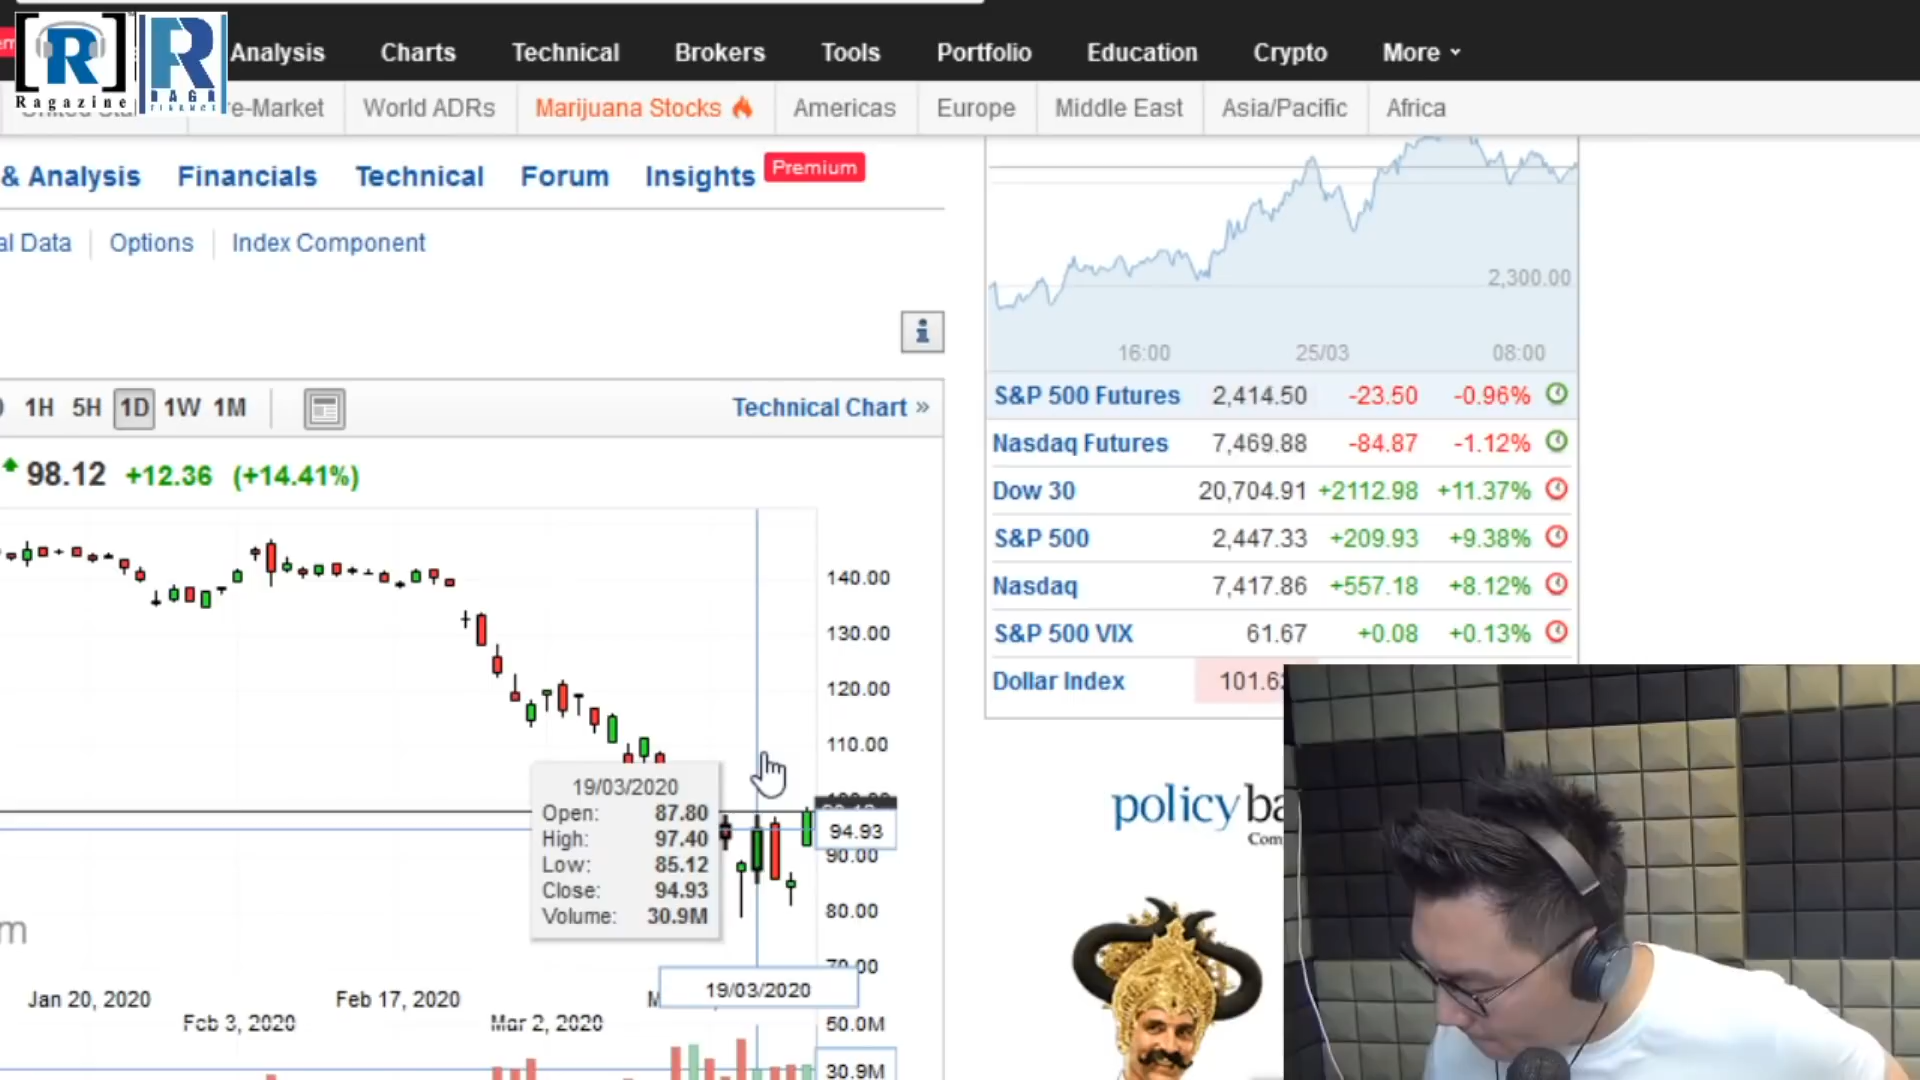 Analysis Charts Technical Brokers Tools Portfolio Education Crypto More
[R] R
Ragazine RAGA
FINANCE
e-Market World ADRs Marijuana Stocks Americas Europe Middle East Asia/Pacific Africa
& Analysis Financials Technical Forum Insights Premium
al Data Options Index Component
2,300.00
16:00 25/03 08:00
1H 5H 1D 1W 1M Technical Chart »
98.12 +12.36 (+14.41%)
S&P 500 Futures 2,414.50 -23.50 -0.96%
Nasdaq Futures 7,469.88 -84.87 -1.12%
Dow 30 20,704.91 +2112.98 +11.37%
S&P 500 2,447.33 +209.93 +9.38%
Nasdaq 7,417.86 +557.18 +8.12%
S&P 500 VIX 61.67 +0.08 +0.13%
Dollar Index 101.6
140.00
130.00
120.00
110.00
94.93
90.00
80.00
70.00
19/03/2020
Open: 87.80
High: 97.40
Low: 85.12
Close: 94.93
Volume: 30.9M
m
19/03/2020
Jan 20, 2020 Feb 17, 2020
Feb 3, 2020 Mar 2, 2020
50.0M
30.9M
policyba
Com